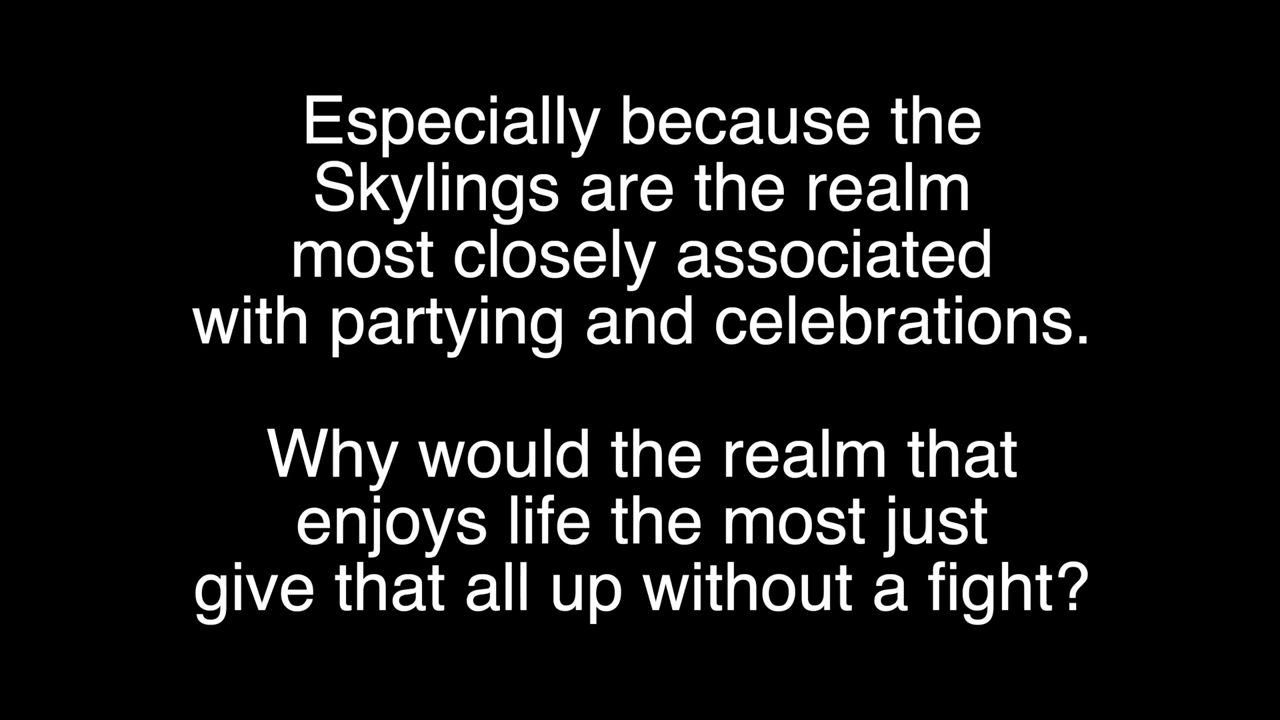 Especially because the
Skylings are the realm
most closely associated
with partying and celebrations.
Why would the realm that
enjoys life the most just
give that all up without a fight?